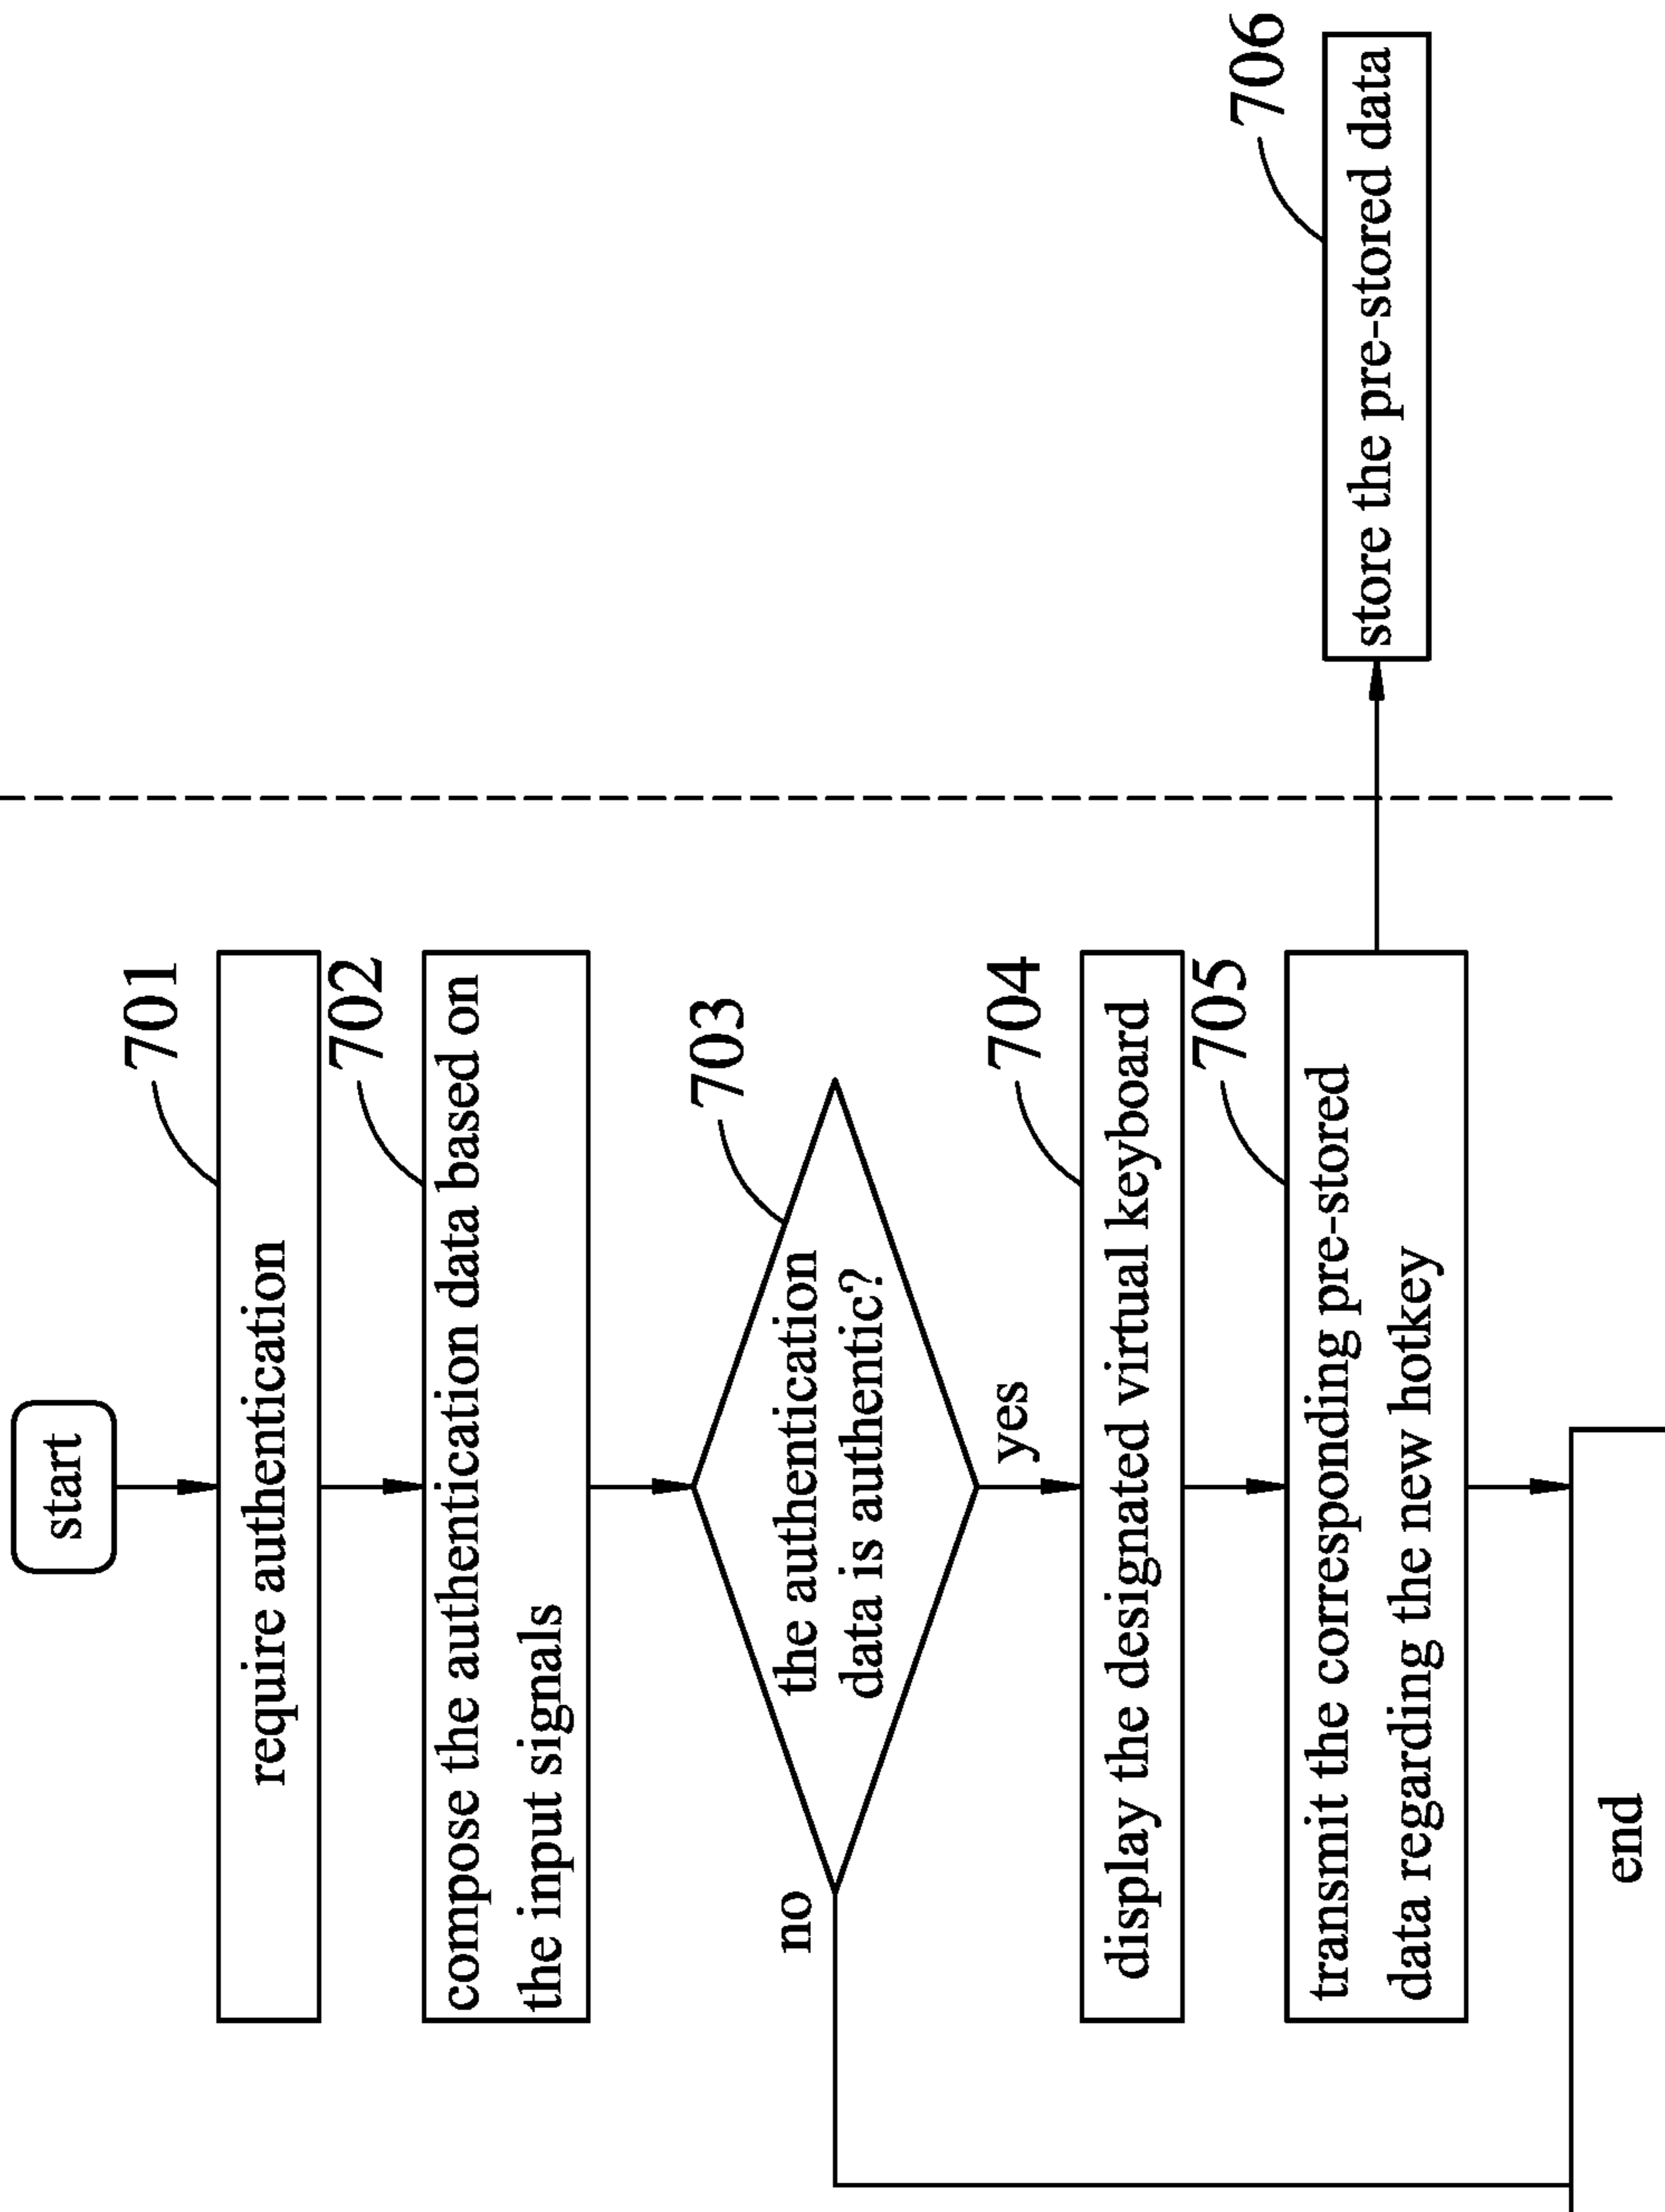 start
701
require authentication
702
compose the authentication data based on
the input signals
703
the authentication
data is authentic?
no
yes
704
display the designated virtual keyboard
705
transmit the corresponding pre-stored
data regarding the new hotkey
706
store the pre-stored data
end